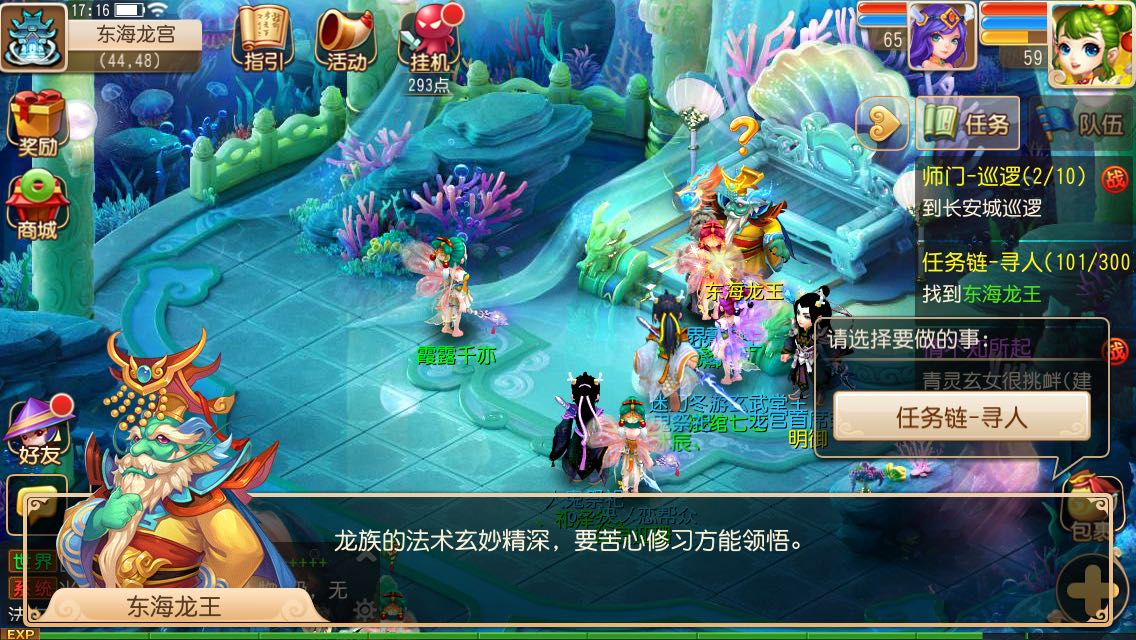 17:16
东海龙宫
(44,48)
指引
活动
挂机
293点
65
59
奖励
商城
任务
队伍
师门-巡逻(2/10)
战
到长安城巡逻
任务链-寻人(101/300
找到东海龙王
东海龙王
霞露千亦
请选择要做的事:
战
青灵玄女很挑衅(建
任务链-寻人
好友
包裹
龙族的法术玄妙精深，要苦心修习方能领悟。
世界
系统
无
东海龙王
EXP